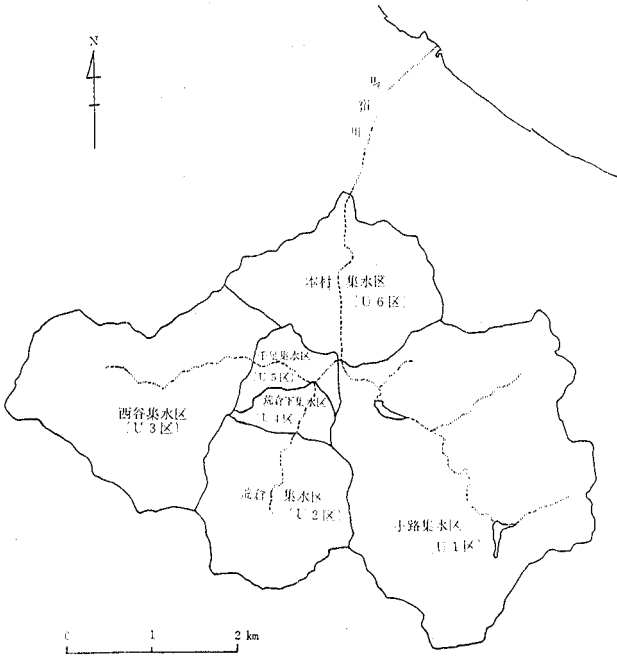 N
馬
宿
川
本村 集水区
(U6区)
集水区
(U5区)
荒倉下集水区
(U4区)
西谷集水区
(U3区)
荒倉 集水区
(U2区)
小路集水区
(U1区)
0 1 2 km